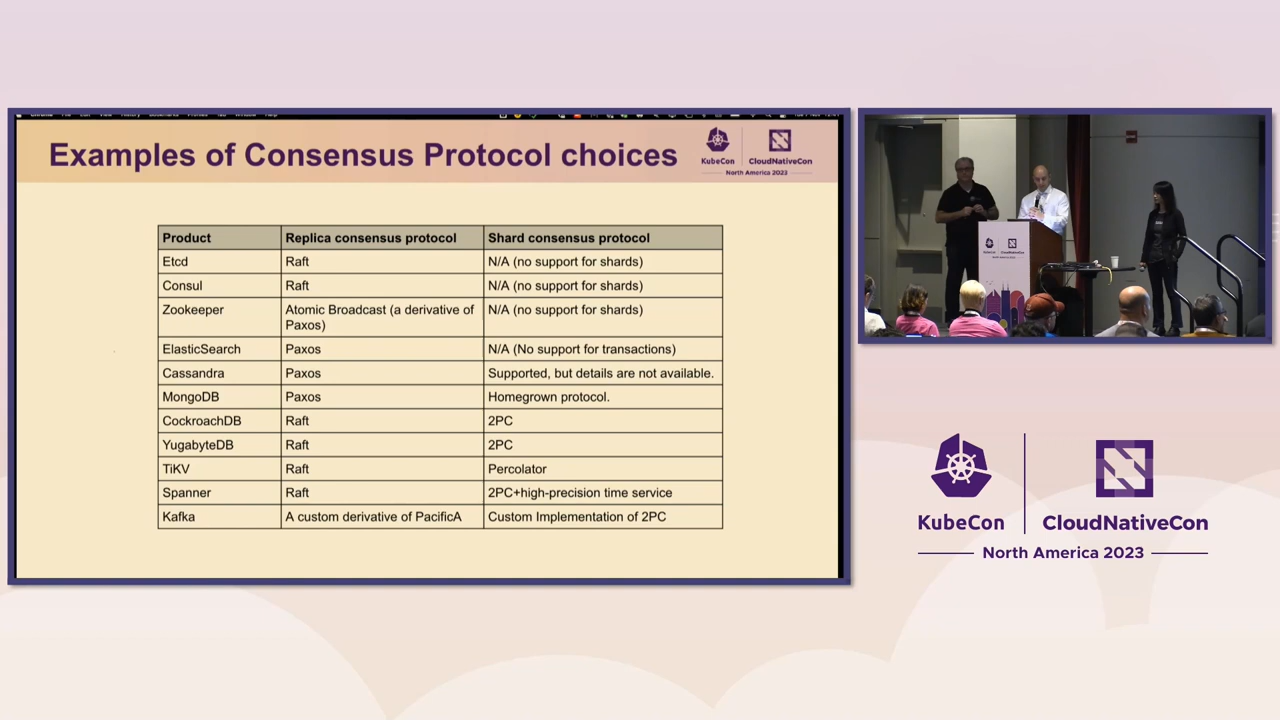 Examples of Consensus Protocol choices
KubeCon
CloudNativeCon
North America 2023
Product Replica consensus protocol Shard consensus protocol
Etcd Raft N/A (no support for shards)
Consul Raft N/A (no support for shards)
Zookeeper Atomic Broadcast (a derivative of Paxos) N/A (no support for shards)
ElasticSearch Paxos N/A (No support for transactions)
Cassandra Paxos Supported, but details are not available.
MongoDB Paxos Homegrown protocol.
CockroachDB Raft 2PC
YugabyteDB Raft 2PC
TiKV Raft Percolator
Spanner Raft 2PC+high-precision time service
Kafka A custom derivative of PacificA Custom Implementation of 2PC
KubeCon
CloudNativeCon
North America 2023